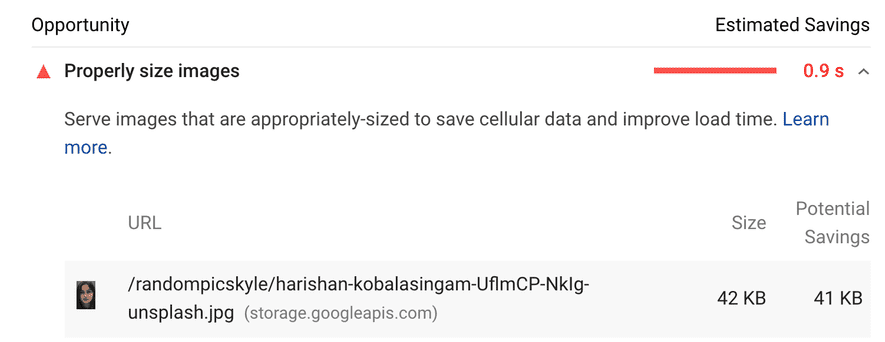 Opportunity Estimated Savings
Properly size images 0.9 s
Serve images that are appropriately-sized to save cellular data and improve load time. Learn
more.
URL Size Potential
Savings
/randompicskyle/harishan-kobalasingam-UflmCP-NkIg-
unsplash.jpg (storage.googleapis.com) 42 KB 41 KB